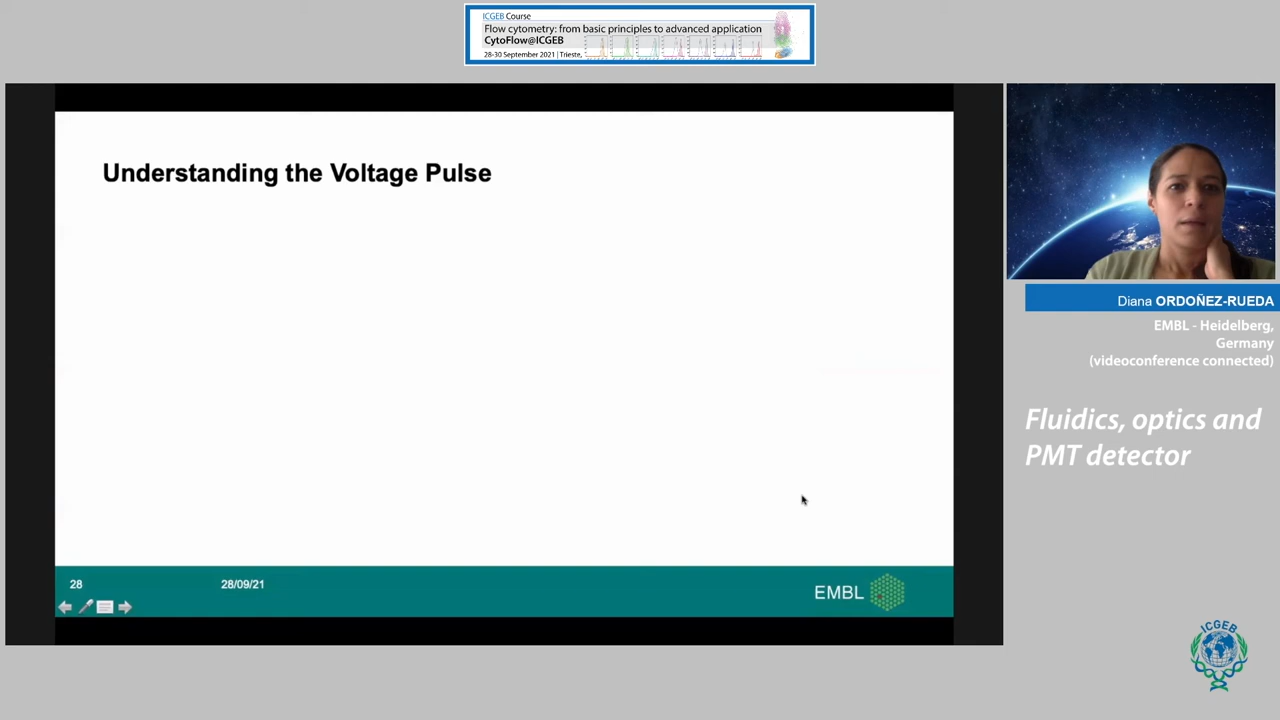 ICGEB Course
Flow cytometry: from basic principles to advanced application
CytoFlow@ICGEB
28-30 September 2021 | Trieste,
Understanding the Voltage Pulse
28
28/09/21
EMBL
Diana ORDOÑEZ-RUEDA
EMBL - Heidelberg,
Germany
(videoconference connected)
Fluidics, optics and
PMT detector
ICGEB